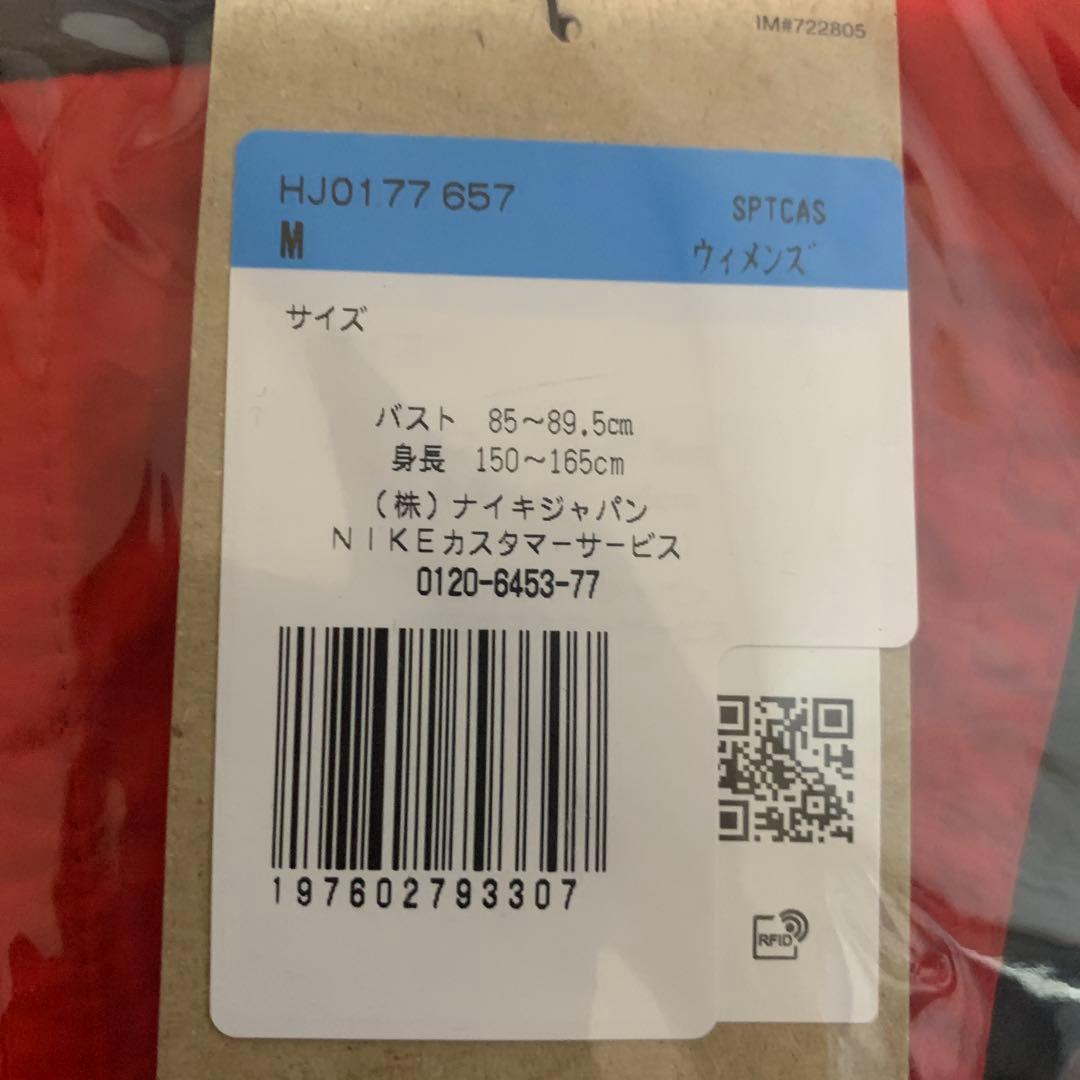 IM#722805
HJ0177 657
SPTCAS
M
ウィメンズ
サイズ
バスト 85～89.5cm
身長 150～165cm
(株)ナイキジャパン
NIKEカスタマーサービス
0120-6453-77
197602793307
RFID